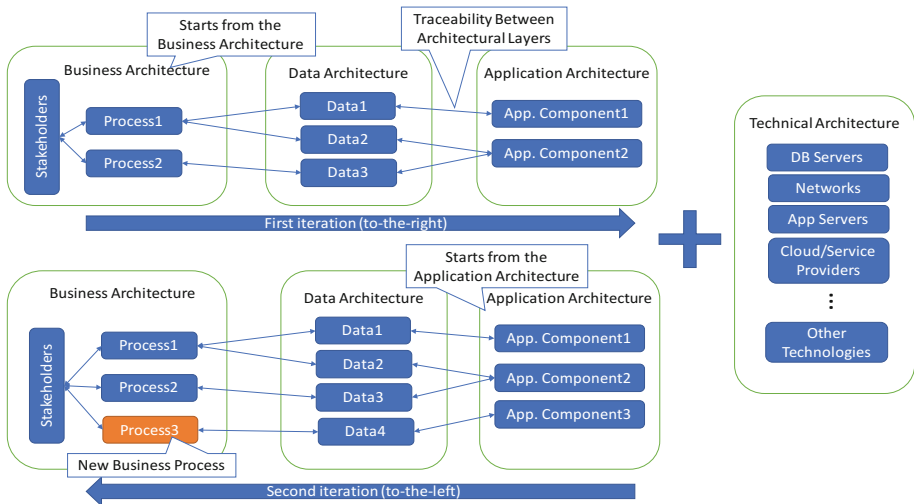 Starts from the
Business Architecture
Traceability Between
Architectural Layers
Business Architecture
Data Architecture
Application Architecture
Stakeholders
Process1
Process2
Data1
Data2
Data3
App. Component1
App. Component2
First iteration (to-the-right)
Technical Architecture
DB Servers
Networks
App Servers
Cloud/Service
Providers
Other
Technologies
Starts from the
Application Architecture
Business Architecture
Data Architecture
Application Architecture
Stakeholders
Process1
Process2
Process3
Data1
Data2
Data3
Data4
App. Component1
App. Component2
App. Component3
New Business Process
Second iteration (to-the-left)